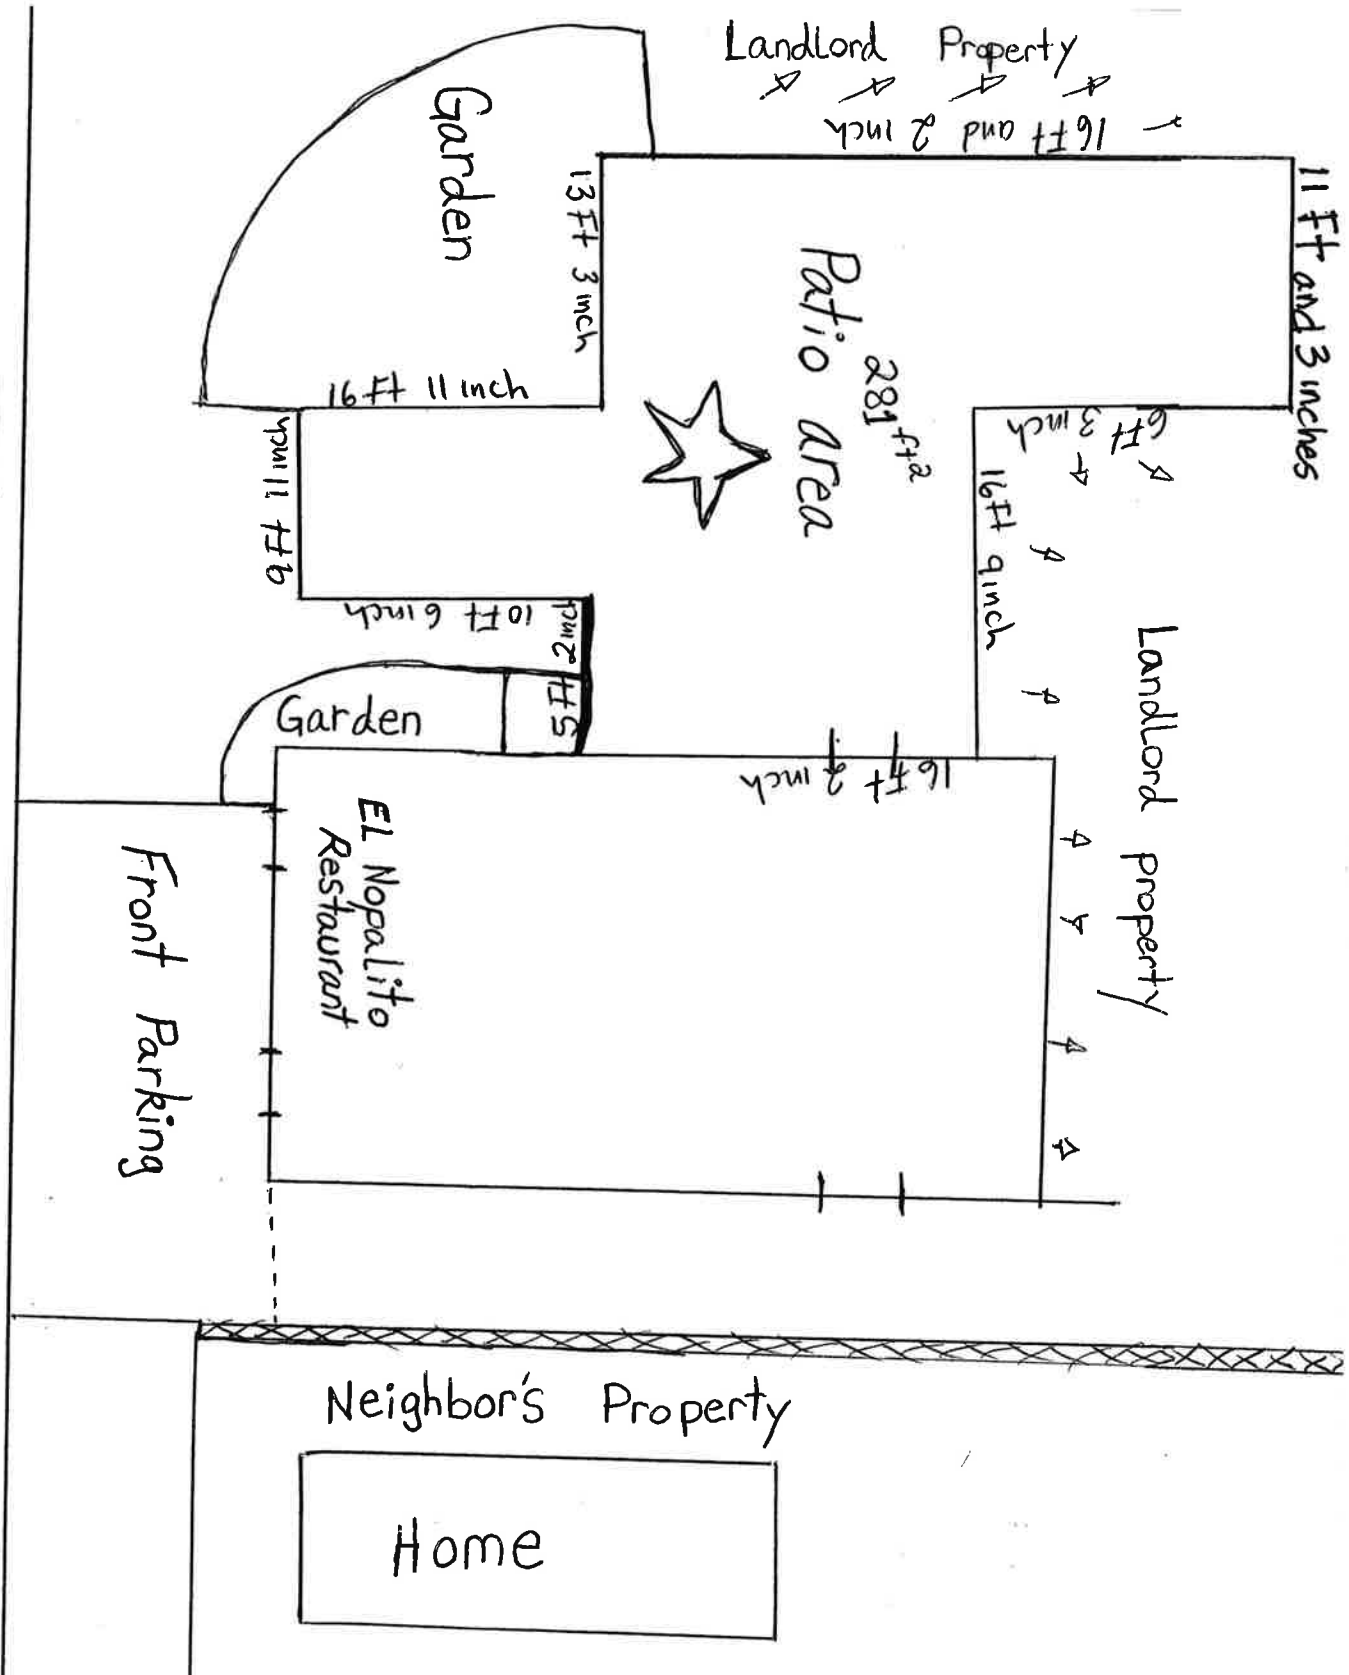 Landlord Property
16 Ft and 2 inch
11 Ft and 3 inches
Garden
13 Ft 3 inch
Patio area
281 ft2
16 Ft 11 inch
6 Ft 3 inch
9 Ft 11 inch
16 Ft 9 inch
10 Ft 6 inch
5 Ft 2 inch
Landlord property
Garden
16 Ft 2 inch
EL Nopalito
Restaurant
Front Parking
Neighbor's Property
Home